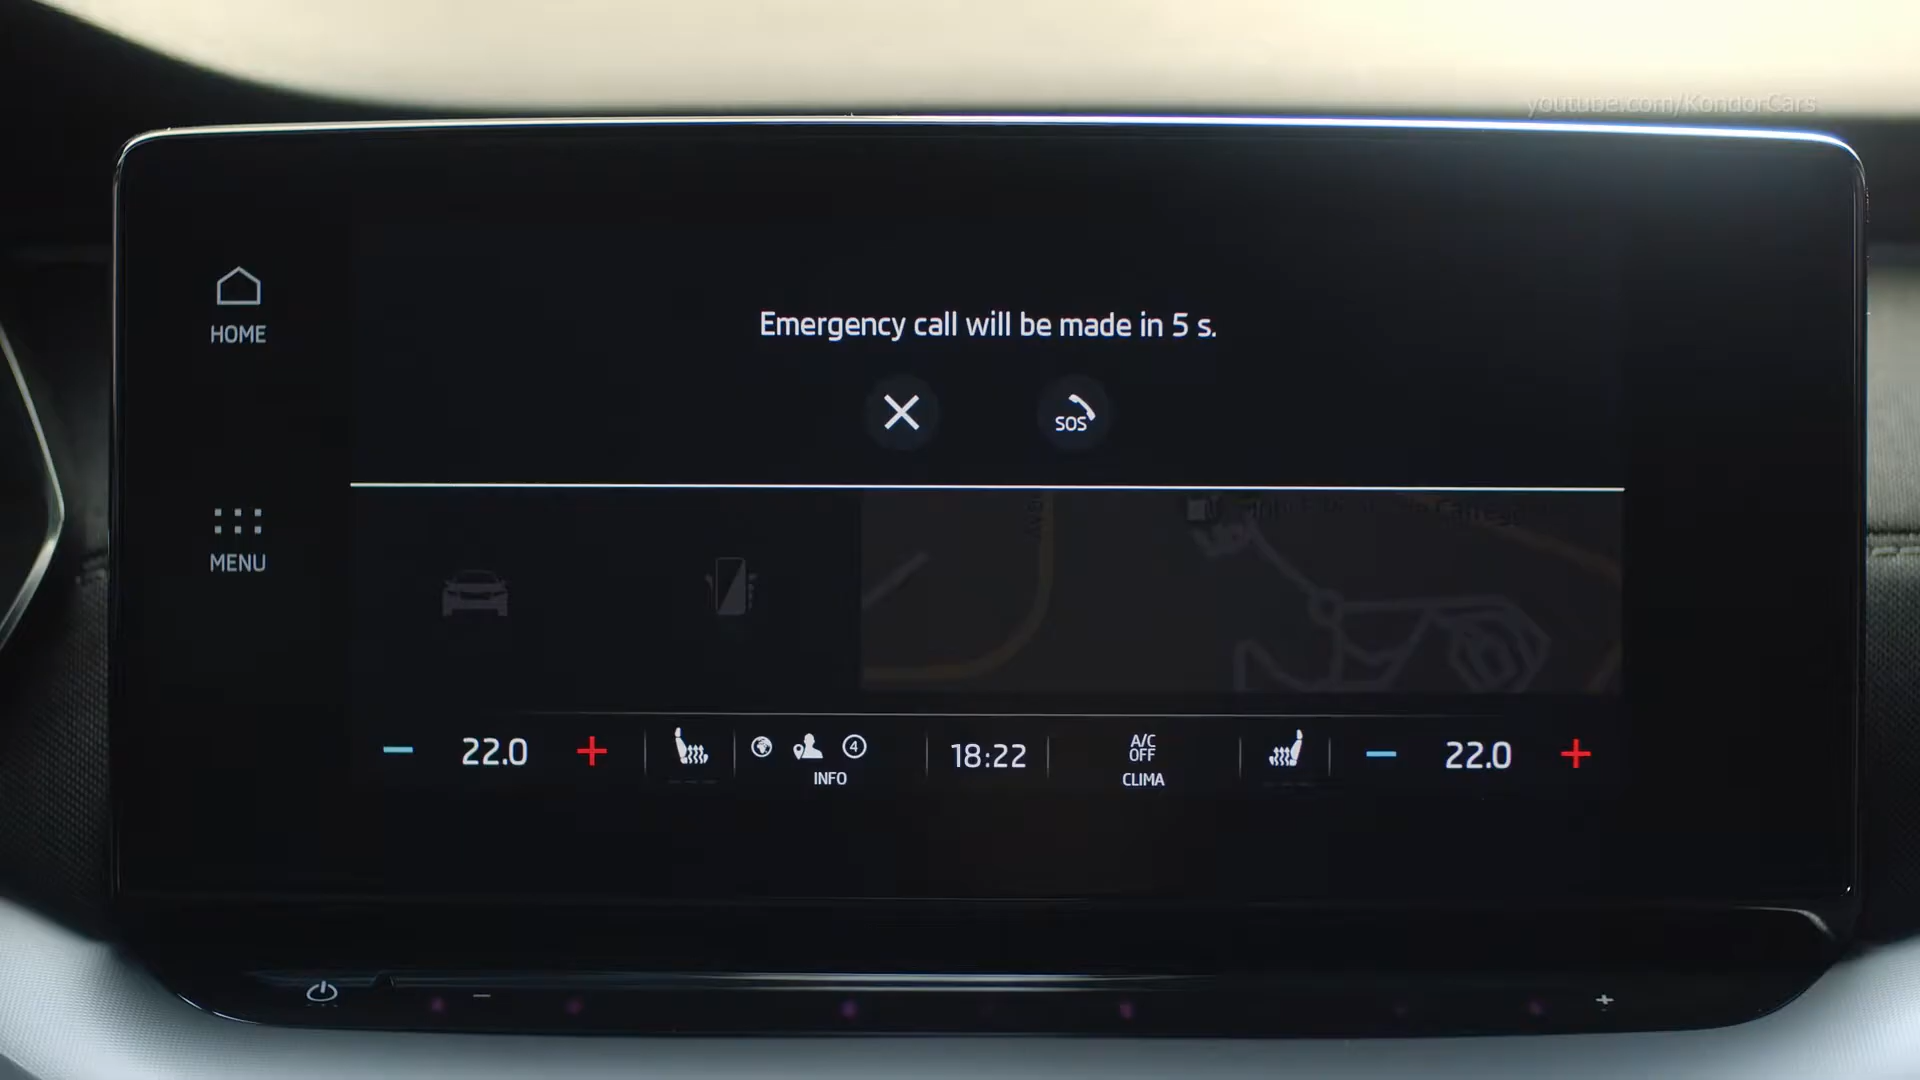 youtube.com/KondorCars
HOME
Emergency call will be made in 5 s.
SOS
MENU
22.0
4
INFO
18:22
A/C
OFF
CLIMA
22.0